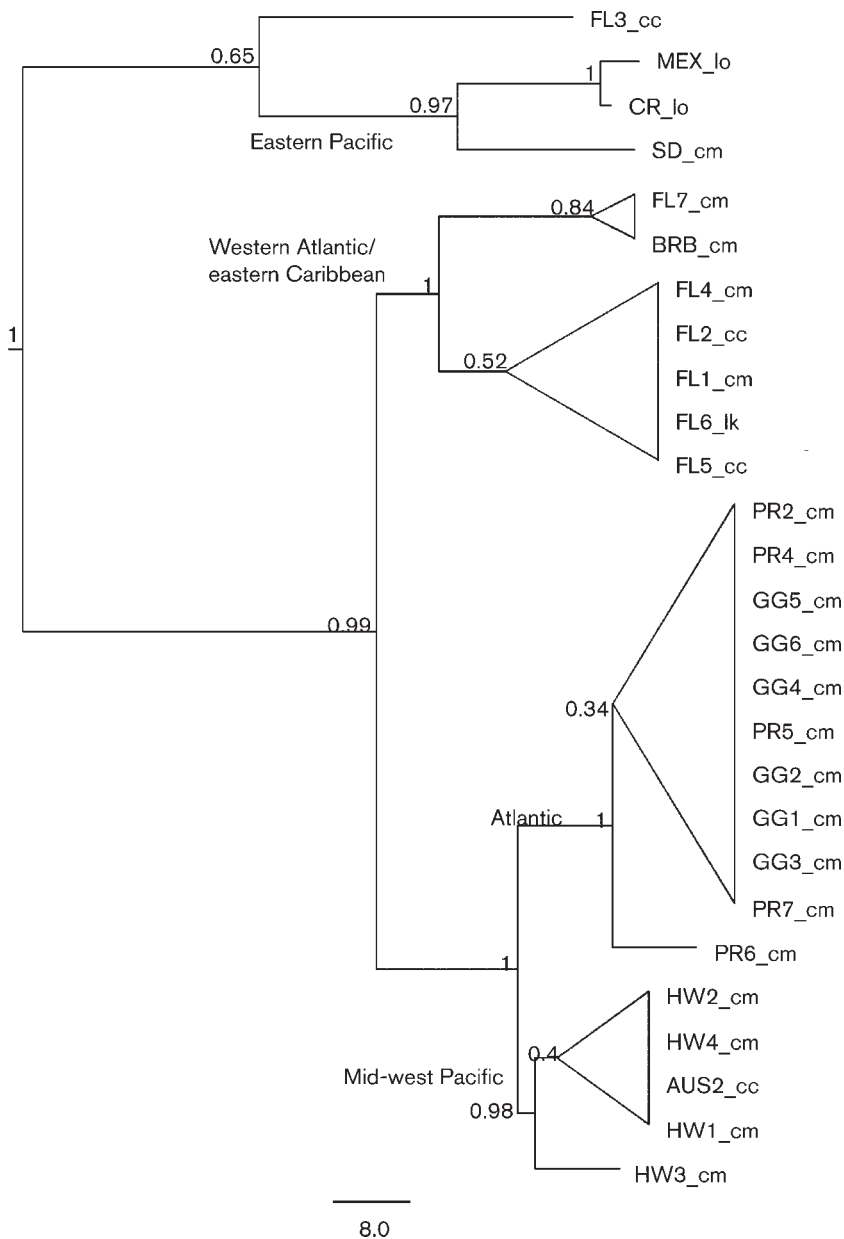 FL3_cc
0.65
MEX_lo
1
CR_lo
0.97
Eastern Pacific
SD_cm
FL7_cm
0.84
BRB_cm
Western Atlantic/
eastern Caribbean
1
FL4_cm
1
FL2_cc
0.52
FL1_cm
FL6_lk
FL5_cc
PR2_cm
PR4_cm
GG5_cm
0.99
GG6_cm
GG4_cm
0.34
PR5_cm
GG2_cm
Atlantic
1
GG1_cm
GG3_cm
PR7_cm
PR6_cm
1
HW2_cm
HW4_cm
0.4
Mid-west Pacific
AUS2_cc
0.98
HW1_cm
HW3_cm
8.0